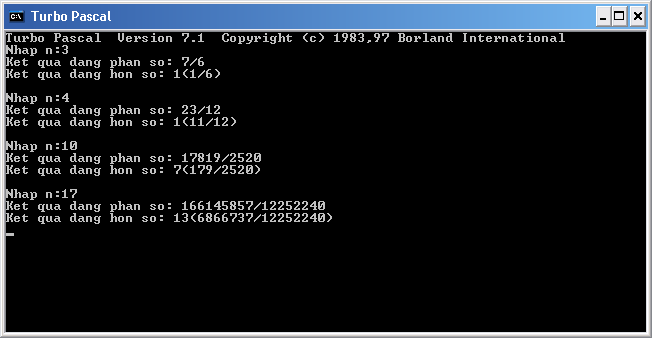 Turbo Pascal
Turbo Pascal  Version 7.1  Copyright (c) 1983,97 Borland International
Nhap n:3
Ket qua dang phan so: 7/6
Ket qua dang hon so: 1(1/6)
Nhap n:4
Ket qua dang phan so: 23/12
Ket qua dang hon so: 1(11/12)
Nhap n:10
Ket qua dang phan so: 17819/2520
Ket qua dang hon so: 7(179/2520)
Nhap n:17
Ket qua dang phan so: 166145857/12252240
Ket qua dang hon so: 13(6866737/12252240)